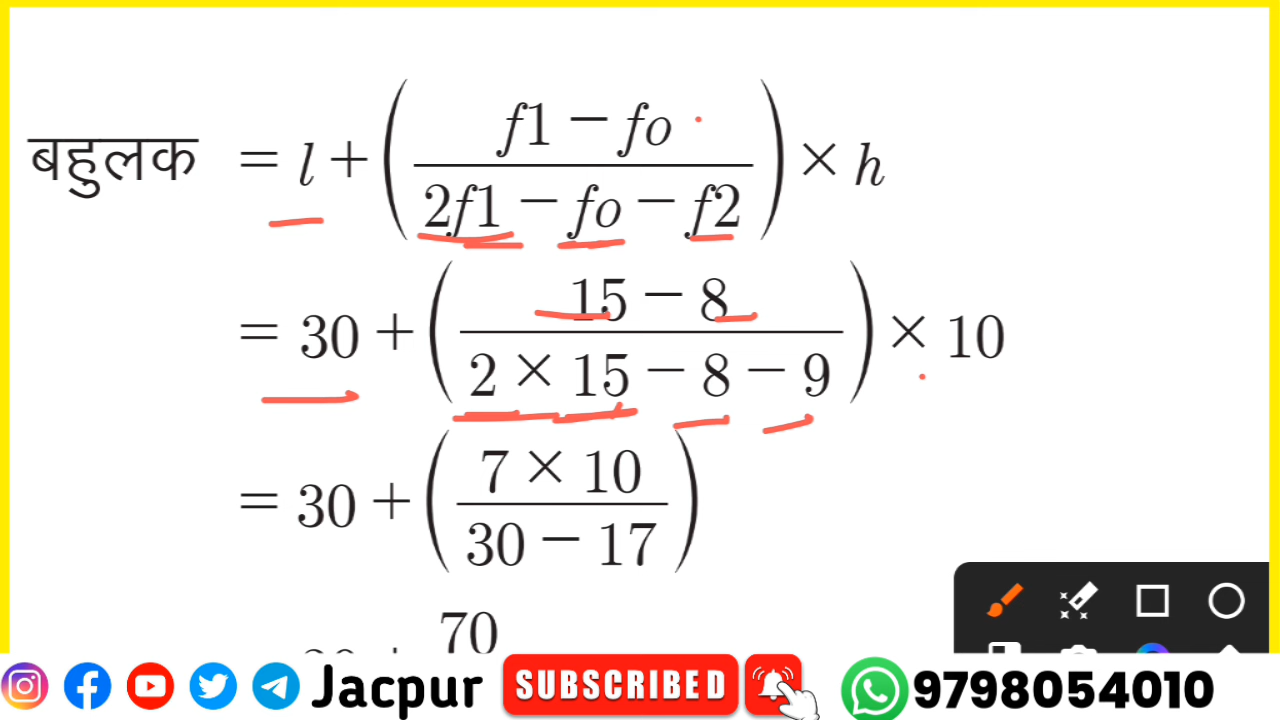 बहुलक = l + ( f1 − fo / 2f1 − fo − f2 ) × h
= 30 + ( 15 − 8 / 2 × 15 − 8 − 9 ) × 10
= 30 + ( 7 × 10 / 30 − 17 )
70
Jacpur SUBSCRIBED 9798054010